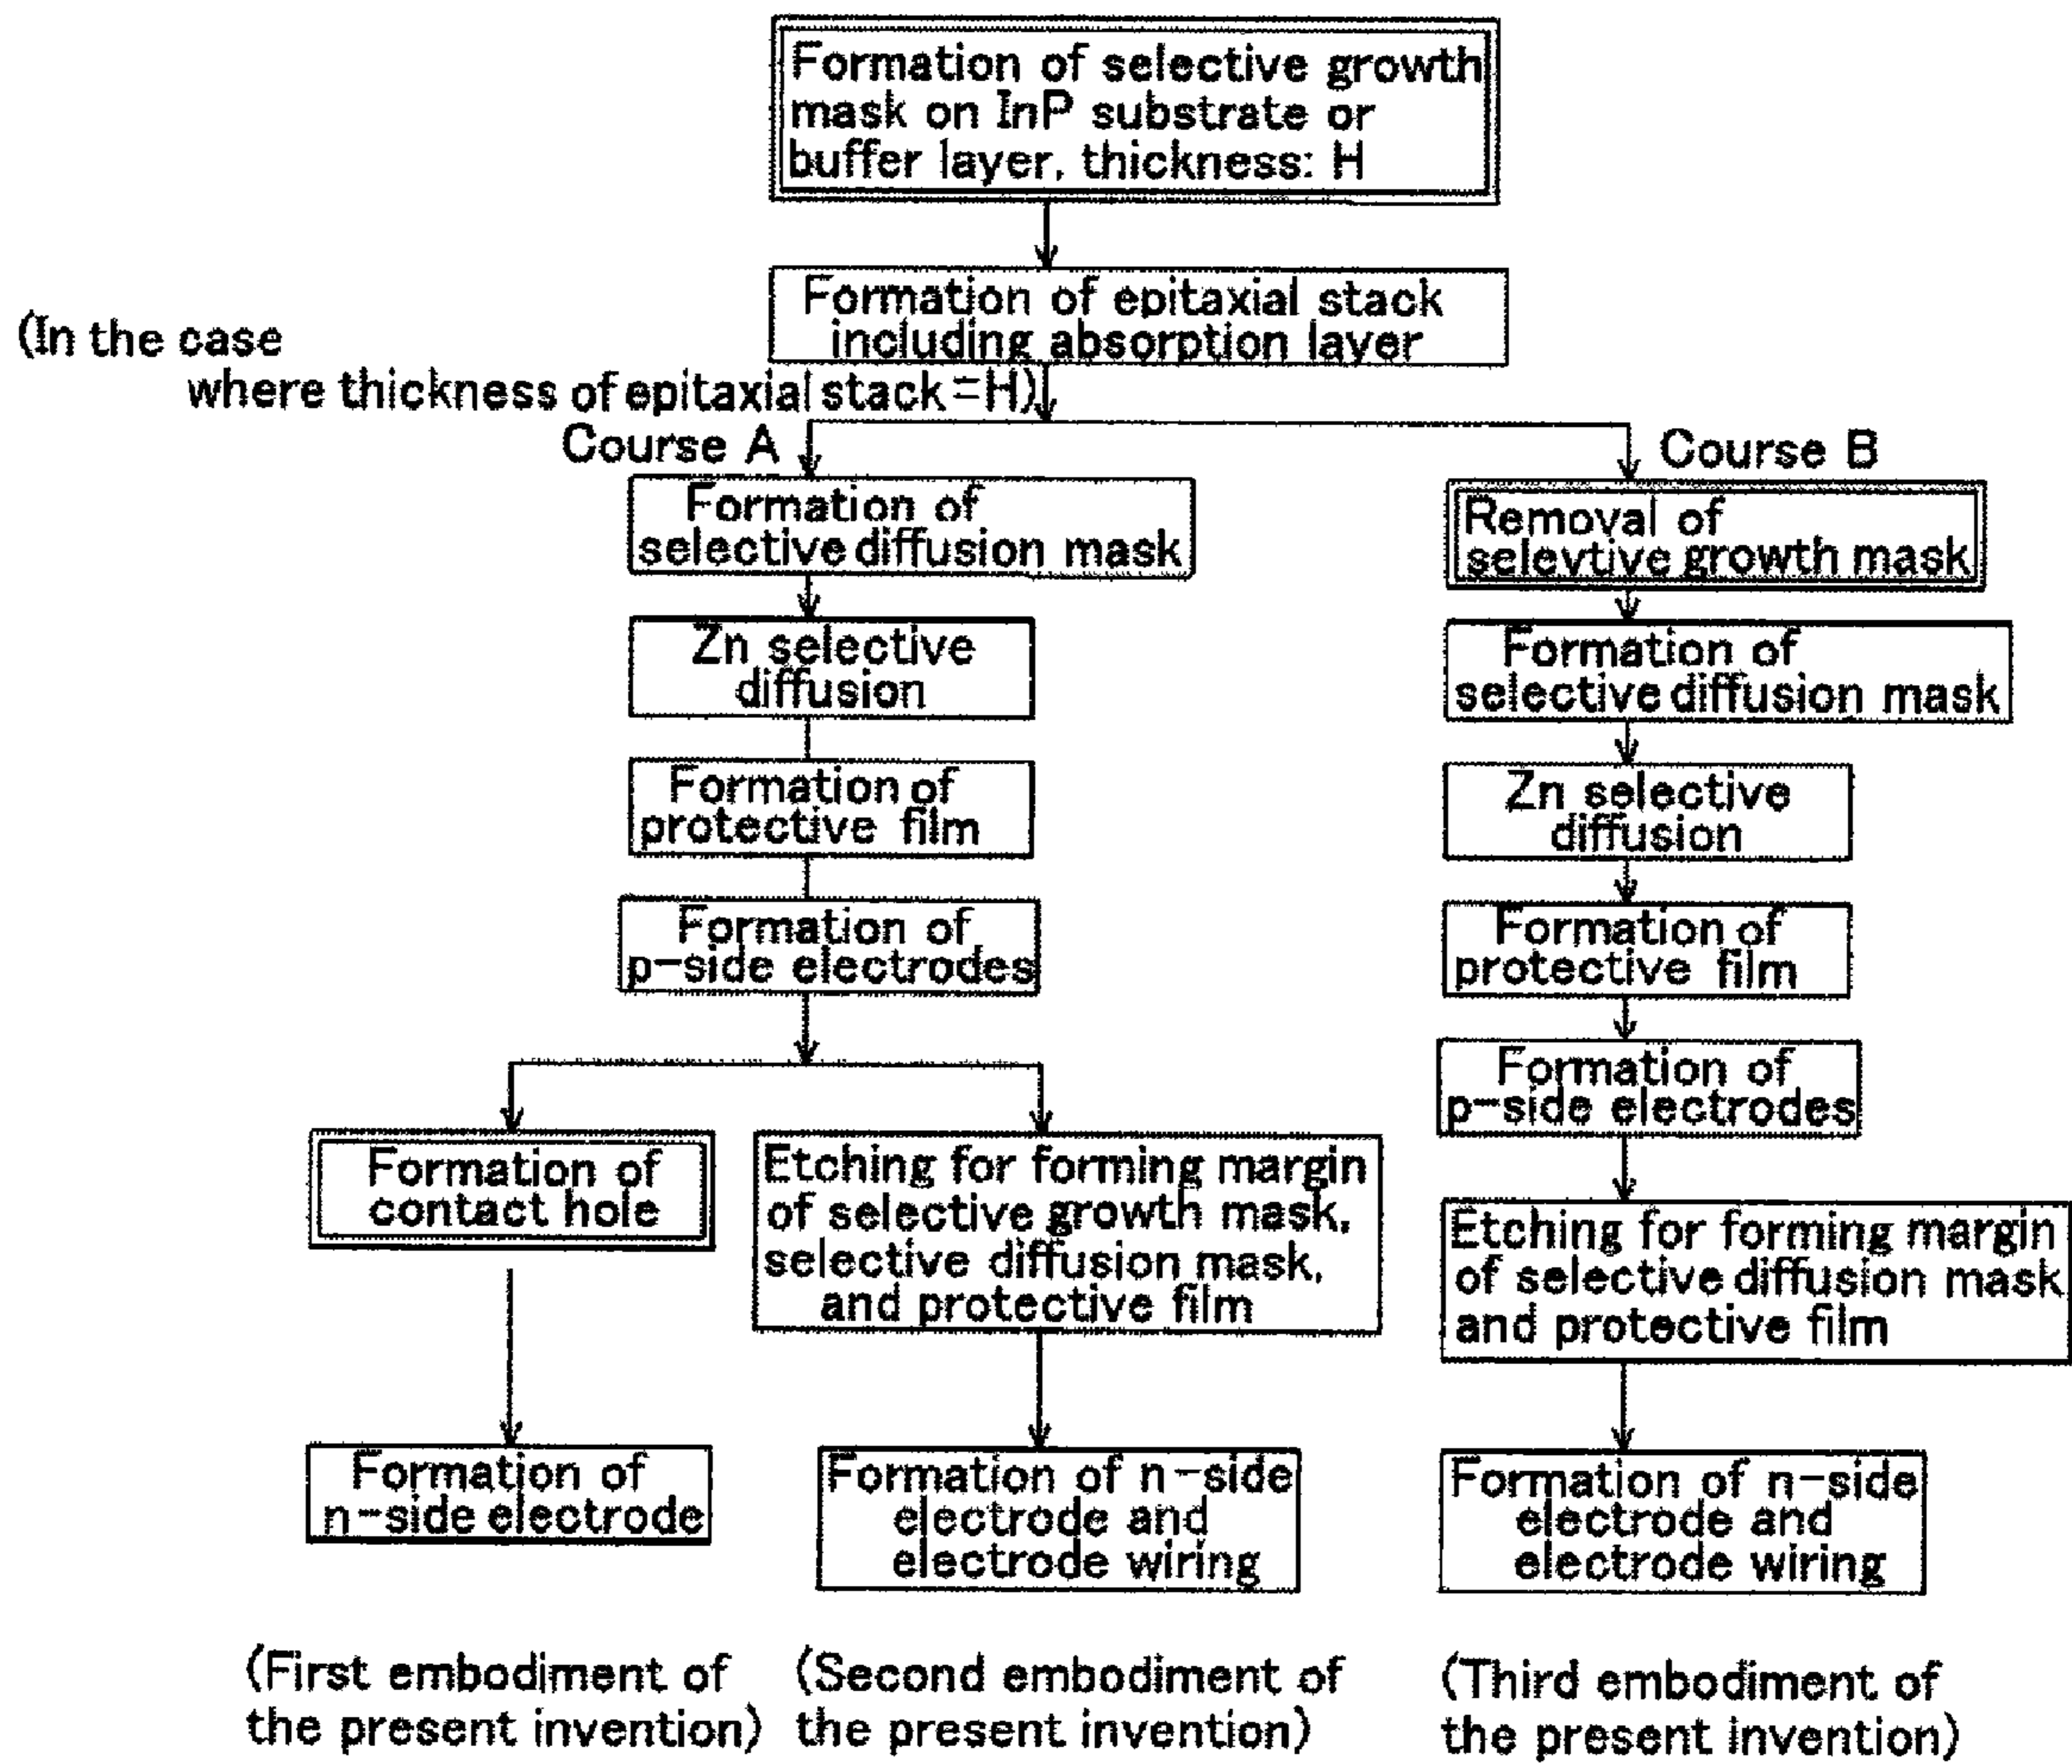 Formation of selective growth
mask on InP substrate or
buffer layer, thickness: H
Formation of epitaxial stack
including absorption layer
(In the case
where thickness of epitaxial stack=H)
Course A
Formation of
selective diffusion mask
Zn selective
diffusion
Formation of
protective film
Formation of
p-side electrodes
Formation of
contact hole
Formation of
n-side electrode
(First embodiment of
the present invention)
Etching for forming margin
of selective growth mask,
selective diffusion mask,
and protective film
Formation of n-side
electrode and
electrode wiring
(Second embodiment of
the present invention)
Course B
Removal of
selevtive growth mask
Formation of
selective diffusion mask
Zn selective
diffusion
Formation of
protective film
Formation of
p-side electrodes
Etching for forming margin
of selective diffusion mask
and protective film
Formation of n-side
electrode and
electrode wiring
(Third embodiment of
the present invention)